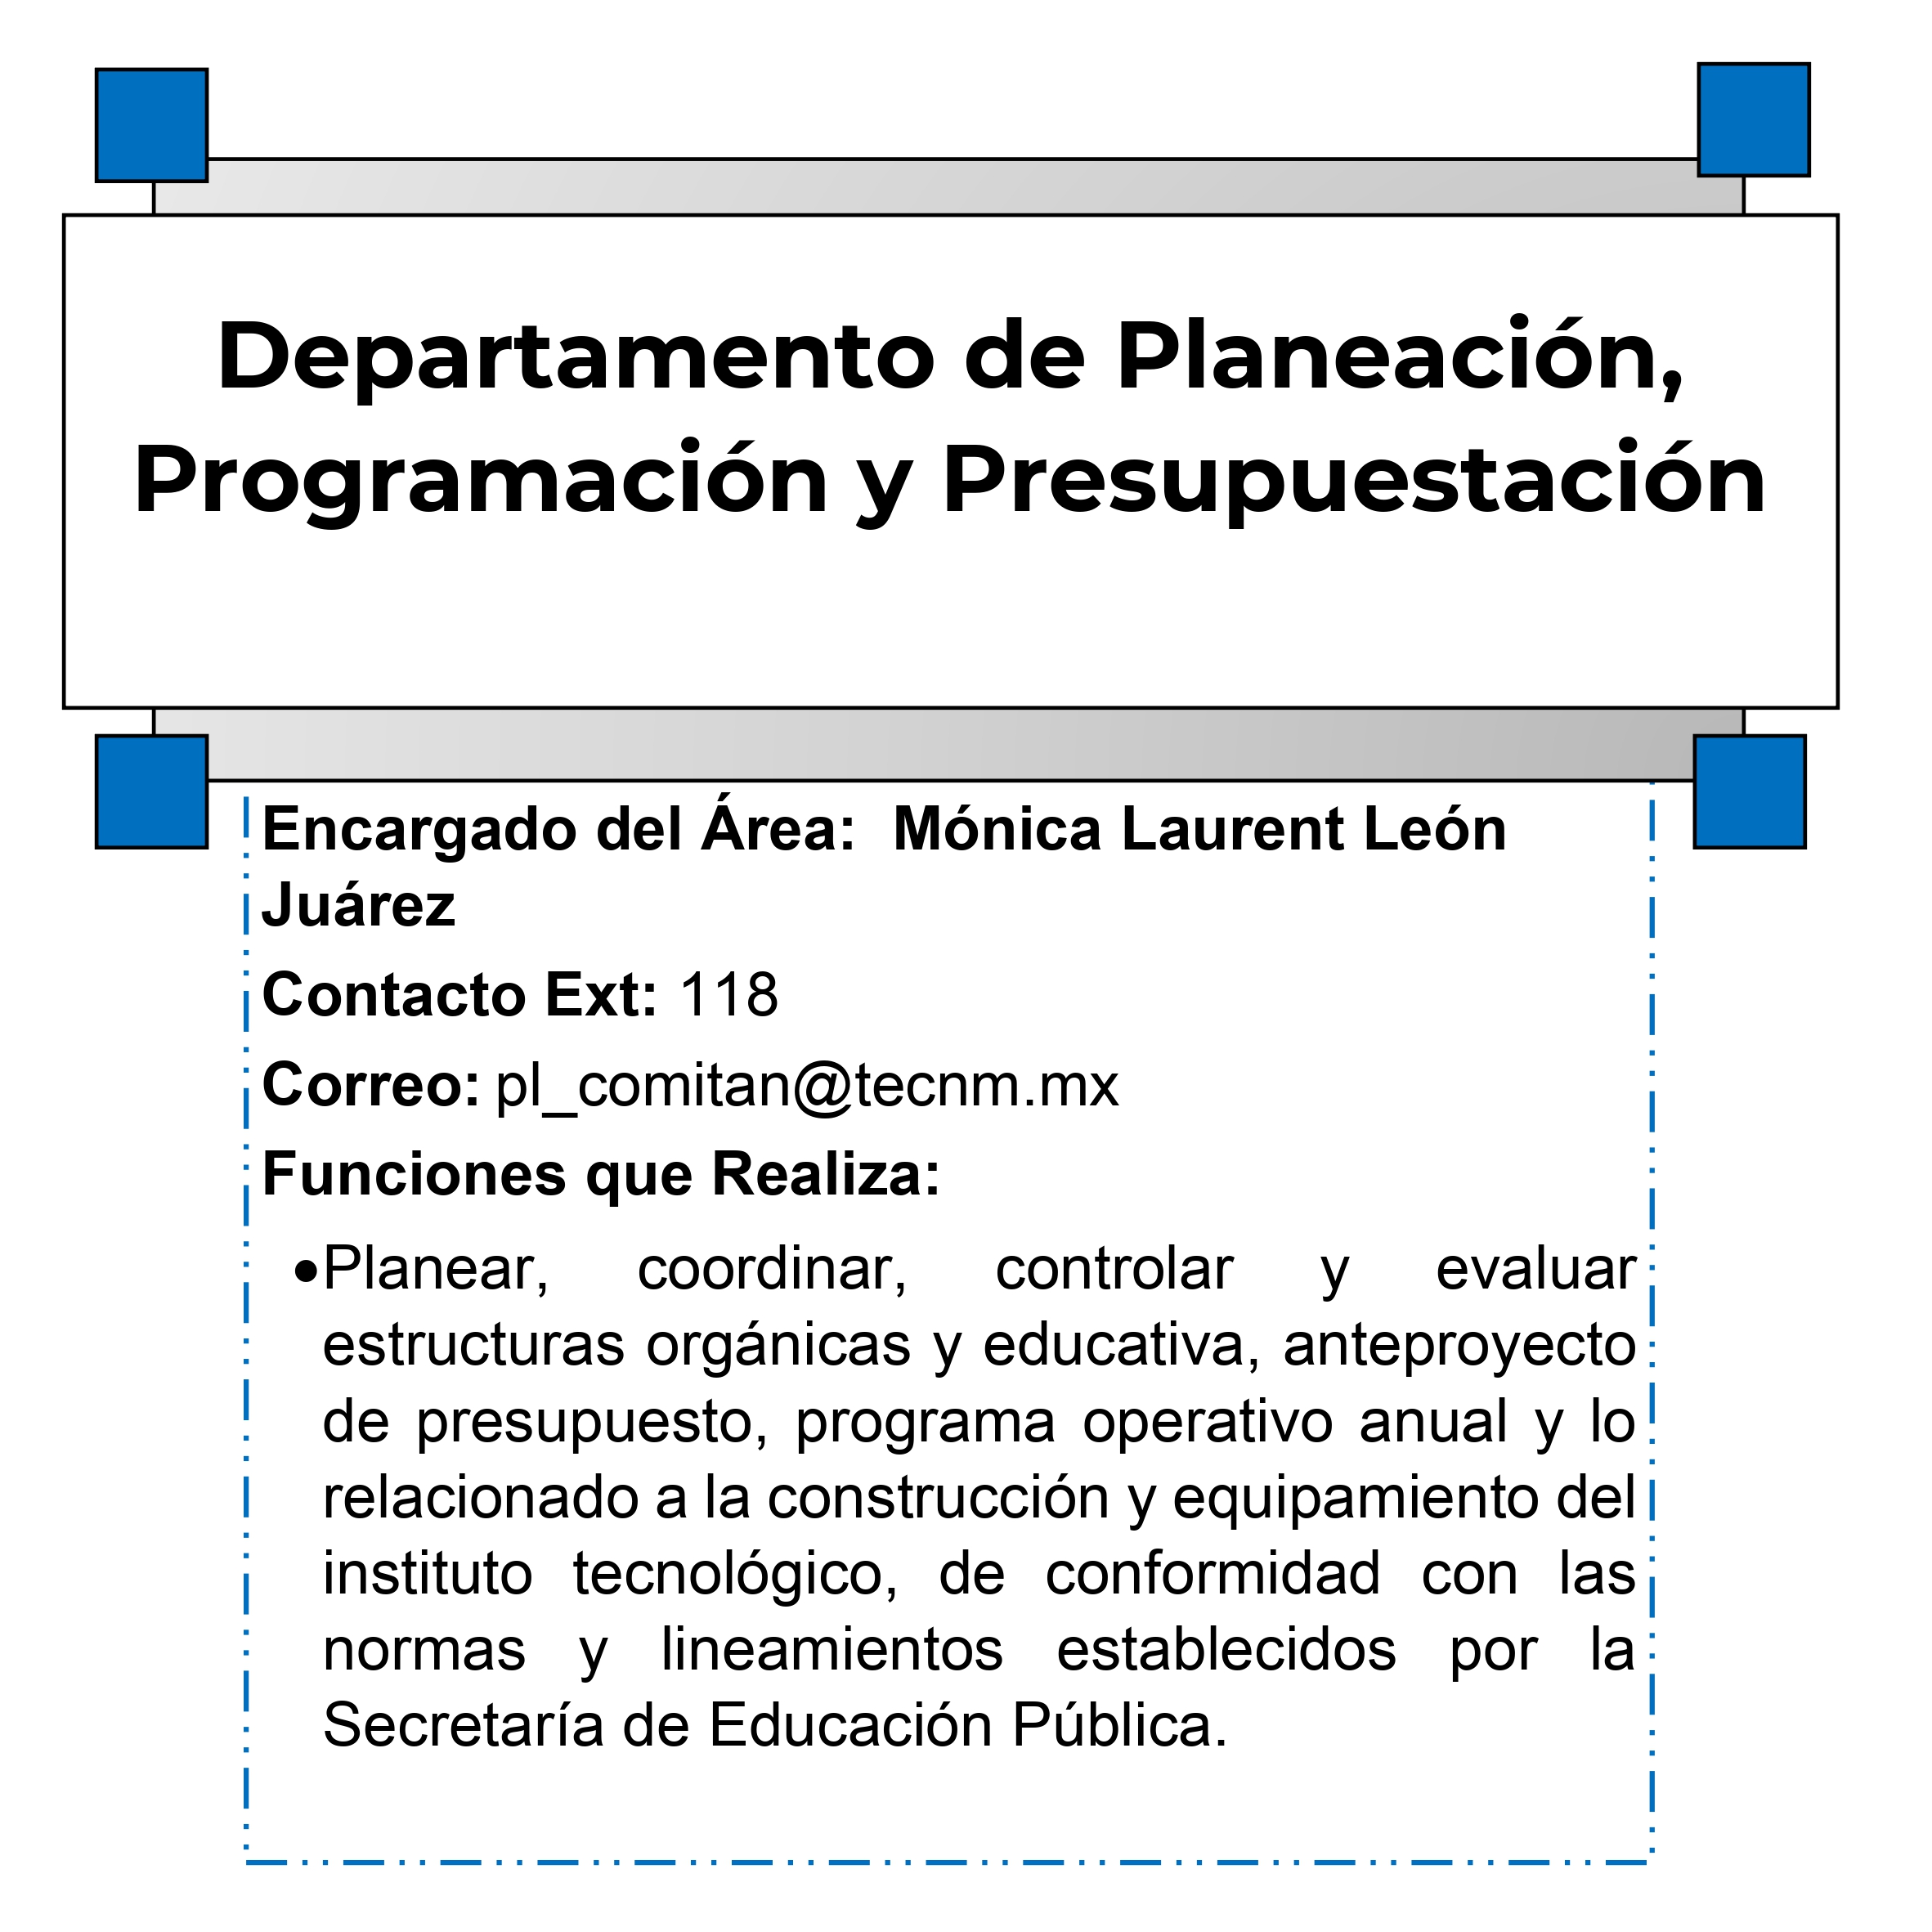 Departamento de Planeación,
Programación y Presupuestación
Encargado del Área:  Mónica Laurent León
Juárez
Contacto Ext: 118
Correo: pl_comitan@tecnm.mx
Funciones que Realiza:
•Planear, coordinar, controlar y evaluar
estructuras orgánicas y educativa, anteproyecto
de presupuesto, programa operativo anual y lo
relacionado a la construcción y equipamiento del
instituto tecnológico, de conformidad con las
normas y lineamientos establecidos por la
Secretaría de Educación Pública.